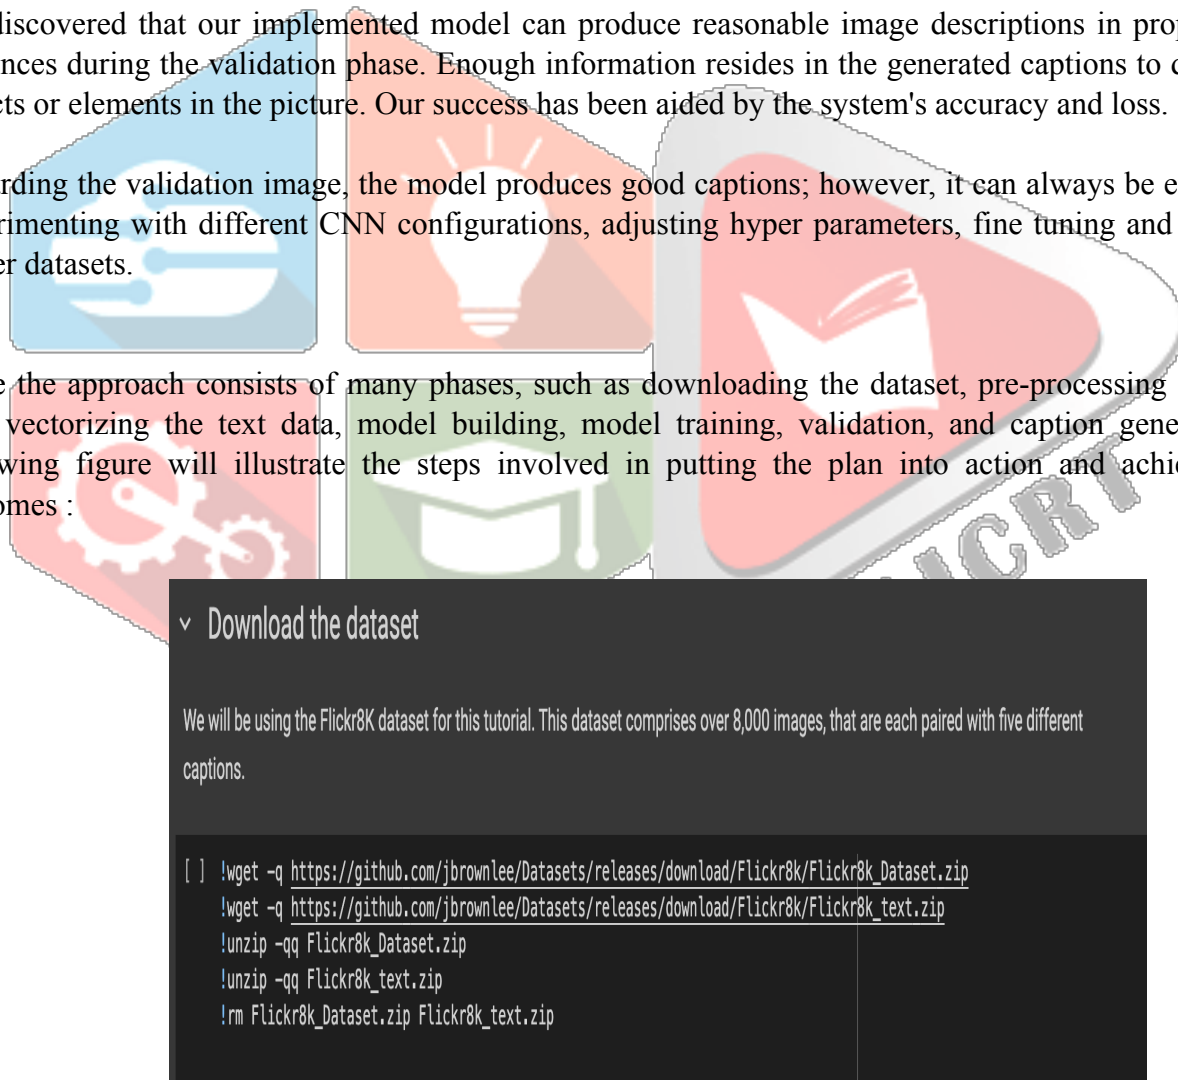 iscovered that our implemented model can produce reasonable image descriptions in prop
nces during the validation phase. Enough information resides in the generated captions to
cts or elements in the picture. Our success has been aided by the system's accuracy and loss.
rding the validation image, the model produces good captions; however, it can always be e
rimenting with different CNN configurations, adjusting hyper parameters, fine tuning and
er datasets.
e the approach consists of many phases, such as downloading the dataset, pre-processing
vectorizing the text data, model building, model training, validation, and caption gene
wing figure will illustrate the steps involved in putting the plan into action and achie
omes :
IJCRT
Download the dataset
We will be using the Flickr8K dataset for this tutorial. This dataset comprises over 8,000 images, that are each paired with five different
captions.
[ ] !wget -q https://github.com/jbrownlee/Datasets/releases/download/Flickr8k/Flickr8k_Dataset.zip
!wget -q https://github.com/jbrownlee/Datasets/releases/download/Flickr8k/Flickr8k_text.zip
!unzip -qq Flickr8k_Dataset.zip
!unzip -qq Flickr8k_text.zip
!rm Flickr8k_Dataset.zip Flickr8k_text.zip